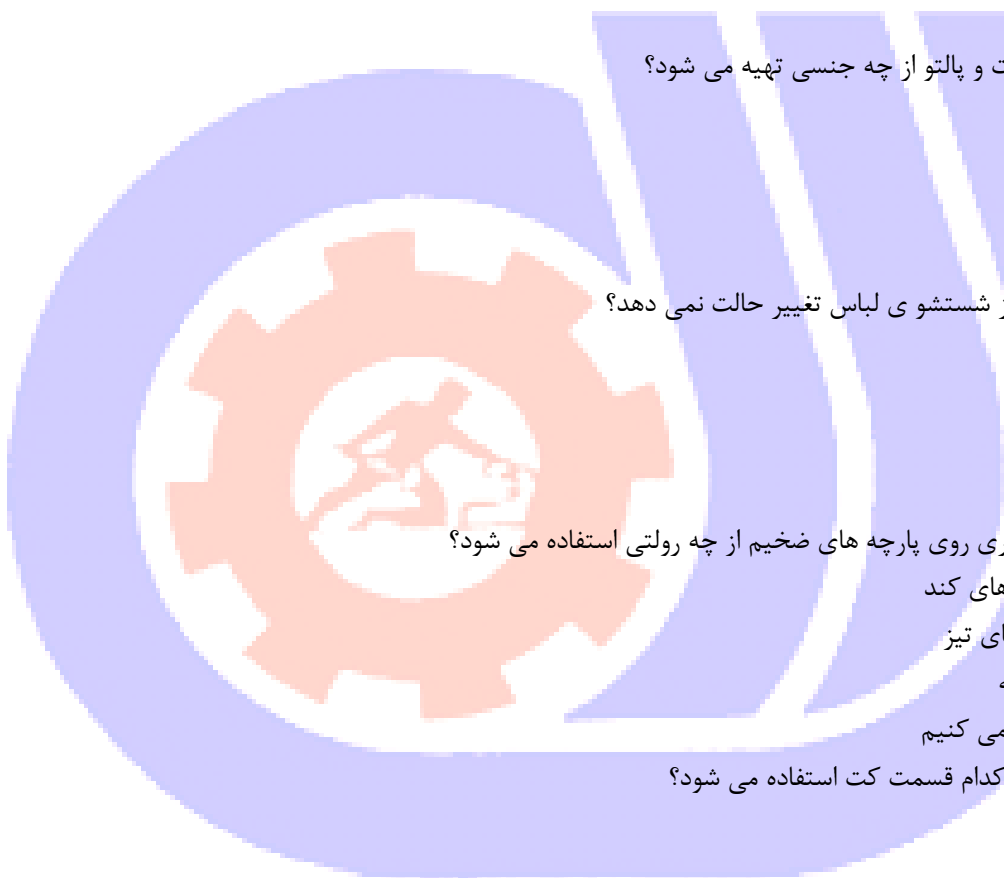 ت و پالتو از چه جنسی تهیه می شود؟
ز شستشو ی لباس تغییر حالت نمی دهد؟
ری روی پارچه های ضخیم از چه رولتی استفاده می شود؟
های کند
ای تیز
می کنیم
کدام قسمت کت استفاده می شود؟